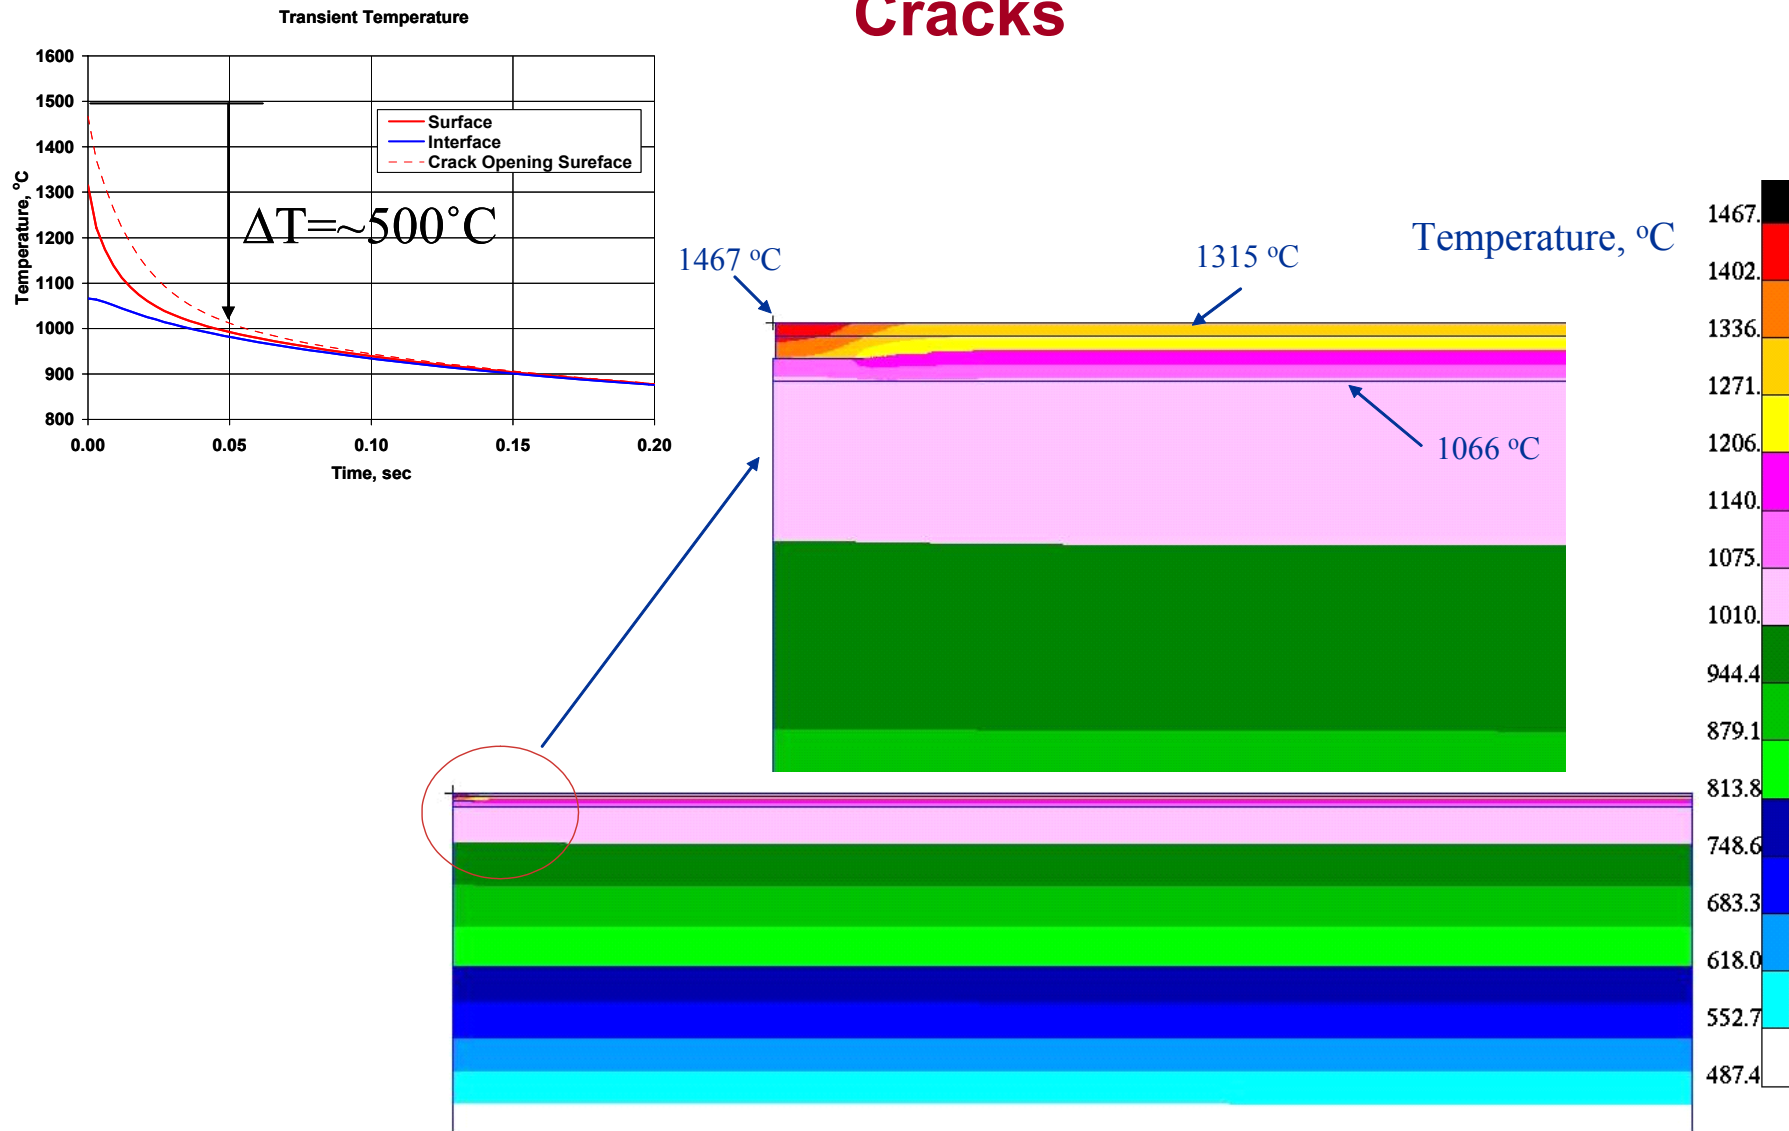 Cracks
Transient Temperature
1600
1500
1400
1300
1200
1100
1000
900
800
Temperature, °C
0.00 0.05 0.10 0.15 0.20
Time, sec
Surface
Interface
Crack Opening Sureface
ΔT=~500°C
1467 °C
1315 °C
Temperature, °C
1066 °C
1467.
1402.
1336.
1271.
1206.
1140.
1075.
1010.
944.4
879.1
813.8
748.6
683.3
618.0
552.7
487.4